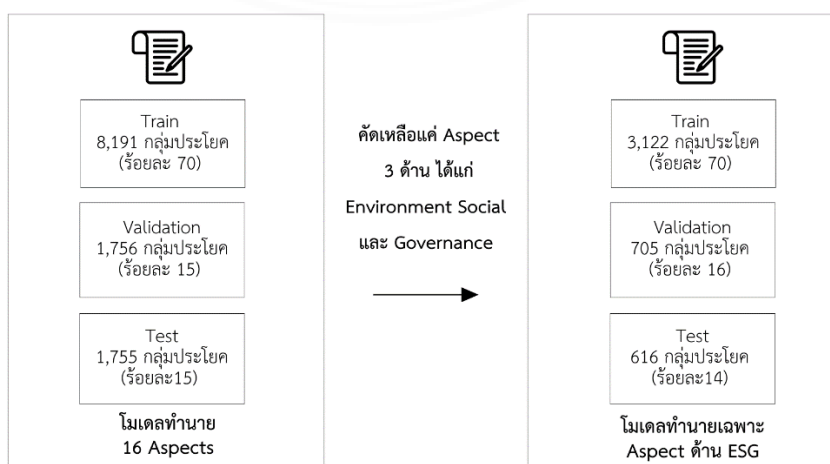 Train
8,191 กลุ่มประโยค
(ร้อยละ 70)
Validation
1,756 กลุ่มประโยค
(ร้อยละ 15)
Test
1,755 กลุ่มประโยค
(ร้อยละ15)
โมเดลทำนาย
16 Aspects
คัดเหลือแค่ Aspect
3 ด้าน ได้แก่
Environment Social
และ Governance
Train
3,122 กลุ่มประโยค
(ร้อยละ 70)
Validation
705 กลุ่มประโยค
(ร้อยละ 16)
Test
616 กลุ่มประโยค
(ร้อยละ14)
โมเดลทำนายเฉพาะ
Aspect ด้าน ESG